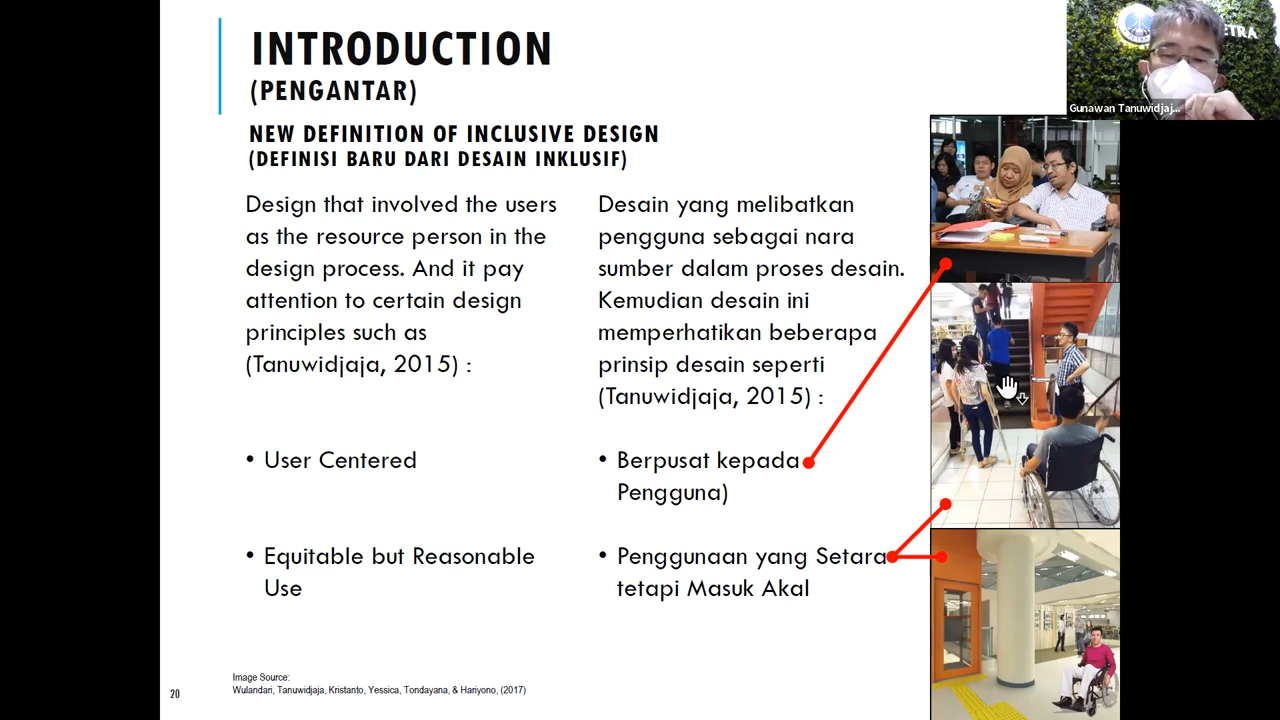 INTRODUCTION
(PENGANTAR)
NEW DEFINITION OF INCLUSIVE DESIGN
(DEFINISI BARU DARI DESAIN INKLUSIF)
Design that involved the users
as the resource person in the
design process. And it pay
attention to certain design
principles such as
(Tanuwidjaja, 2015) :
• User Centered
• Equitable but Reasonable
Use
Desain yang melibatkan
pengguna sebagai nara
sumber dalam proses desain.
Kemudian desain ini
memperhatikan beberapa
prinsip desain seperti
(Tanuwidjaja, 2015) :
• Berpusat kepada
Pengguna)
• Penggunaan yang Setara
tetapi Masuk Akal
Gunawan Tanuwidjaj...
Image Source:
Wulandari, Tanuwidjaja, Kristanto, Yessica, Tondayana, & Hariyono, (2017)
20